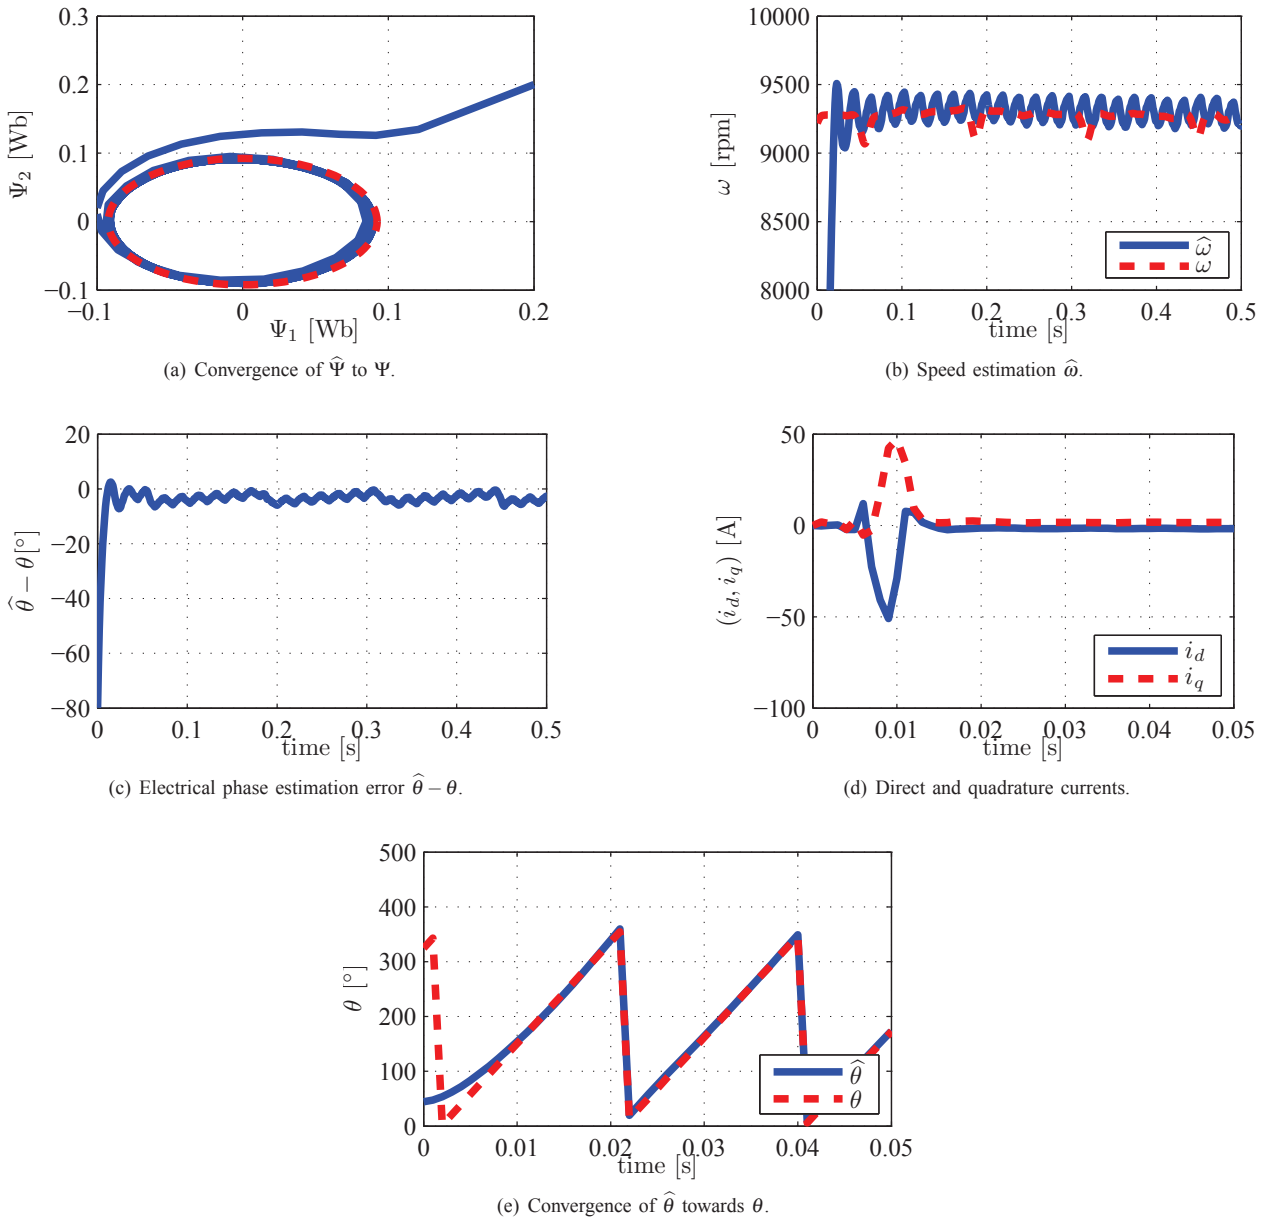 0.3
0.2
0.1
0
−0.1
Ψ2 [Wb]
−0.1
0
0.1
0.2
Ψ1 [Wb]
(a) Convergence of Ψ̂ to Ψ.
10000
9500
9000
8500
8000
ω [rpm]
ω̂
ω
0
0.1
0.2
0.3
0.4
0.5
time [s]
(b) Speed estimation ω̂.
20
0
−20
−40
−60
−80
θ̂ − θ[°]
0
0.1
0.2
0.3
0.4
0.5
time [s]
(c) Electrical phase estimation error θ̂ − θ.
50
0
−50
−100
(id, iq) [A]
id
iq
0
0.01
0.02
0.03
0.04
0.05
time [s]
(d) Direct and quadrature currents.
500
400
300
200
100
0
θ [°]
θ̂
θ
0
0.01
0.02
0.03
0.04
0.05
time [s]
(e) Convergence of θ̂ towards θ.